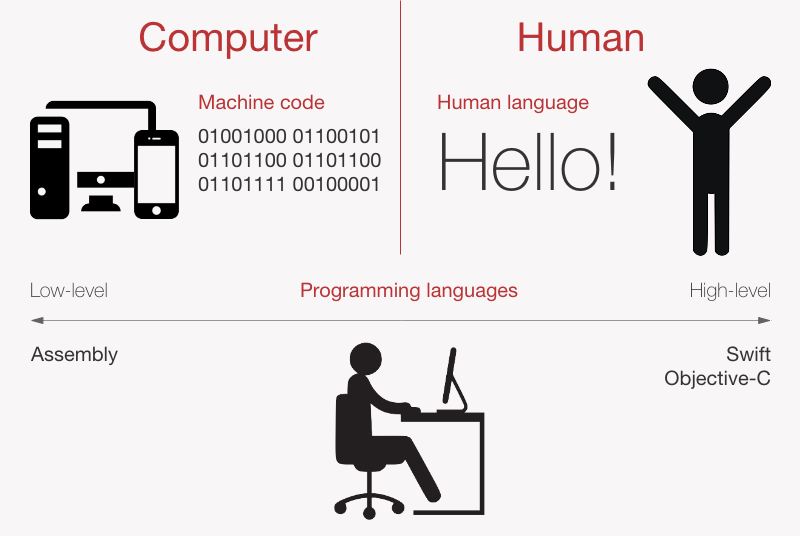 Computer
Machine code
01001000 01100101
01101100 01101100
01101111 00100001
Human
Human language
Hello!
Low-level
Programming languages
High-level
Assembly
Swift
Objective-C